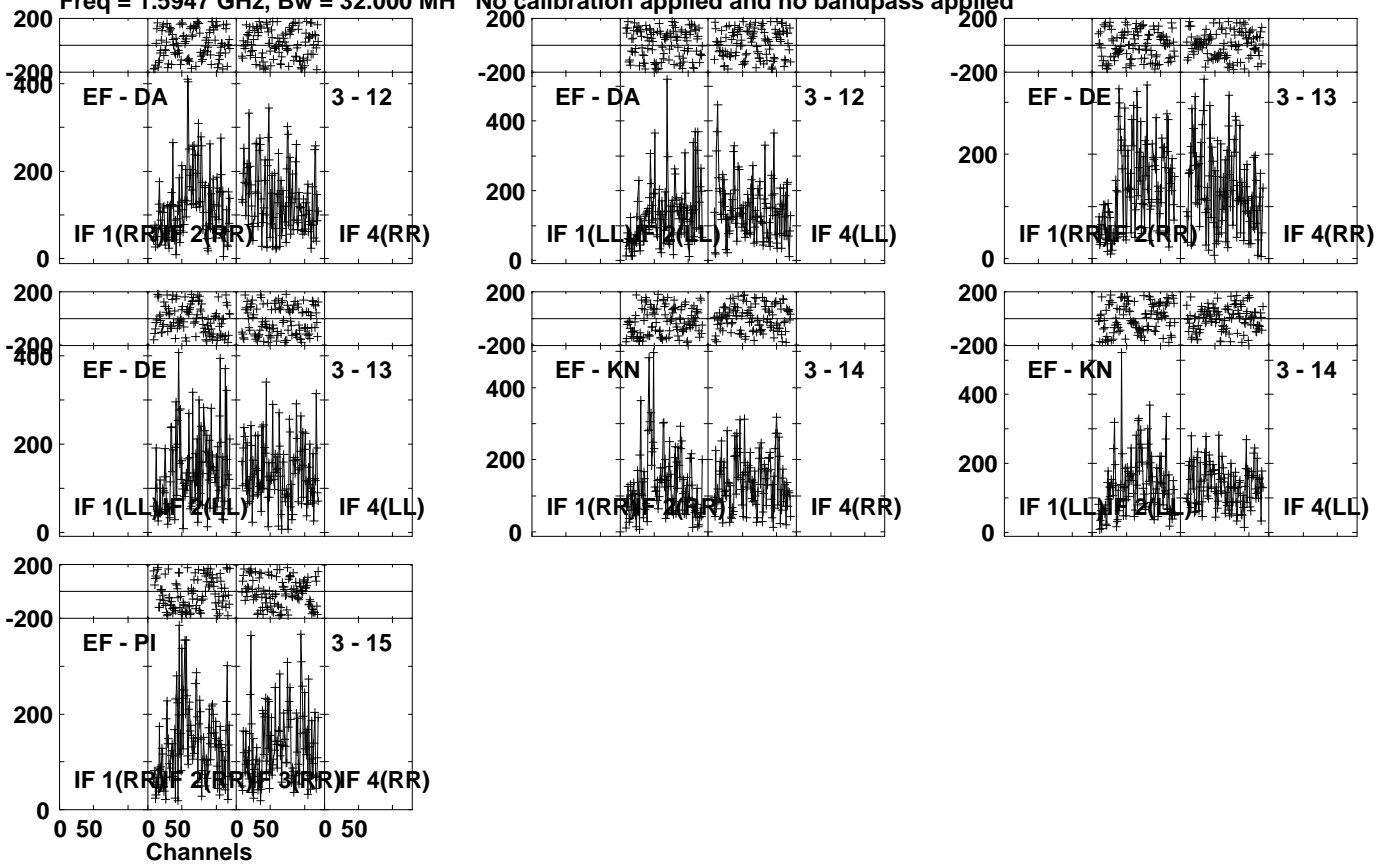 Freq = 1.5947 GHz, Bw = 32.000 MH No calibration applied and no bandpass applied
200
-200
400
200
0
EF - DA
3 - 12
IF 1(RR)
IF 2(RR)
IF 4(RR)
200
-200
400
200
0
EF - DA
3 - 12
IF 1(LL)
IF 2(LL)
IF 4(LL)
200
-200
200
0
EF - DE
3 - 13
IF 1(RR)
IF 2(RR)
IF 4(RR)
200
-200
400
200
0
EF - DE
3 - 13
IF 1(LL)
IF 2(LL)
IF 4(LL)
200
-200
400
200
0
EF - KN
3 - 14
IF 1(RR)
IF 2(RR)
IF 4(RR)
200
-200
400
200
0
EF - KN
3 - 14
IF 1(LL)
IF 2(LL)
IF 4(LL)
200
-200
200
0
EF - PI
3 - 15
IF 1(RR)
IF 2(RR)
IF 3(RR)
IF 4(RR)
0 50 0 50 0 50 0 50
Channels